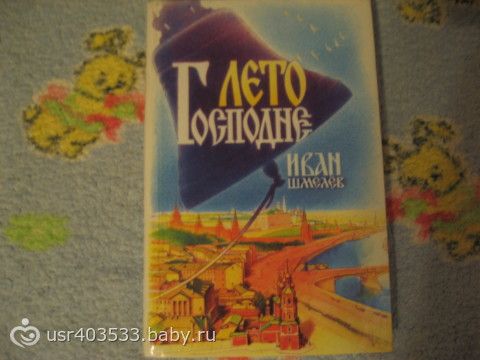 ЛЕТО
ГОСПОДНЕ
ИВАН
ШМЕЛЕВ
usr403533.baby.ru